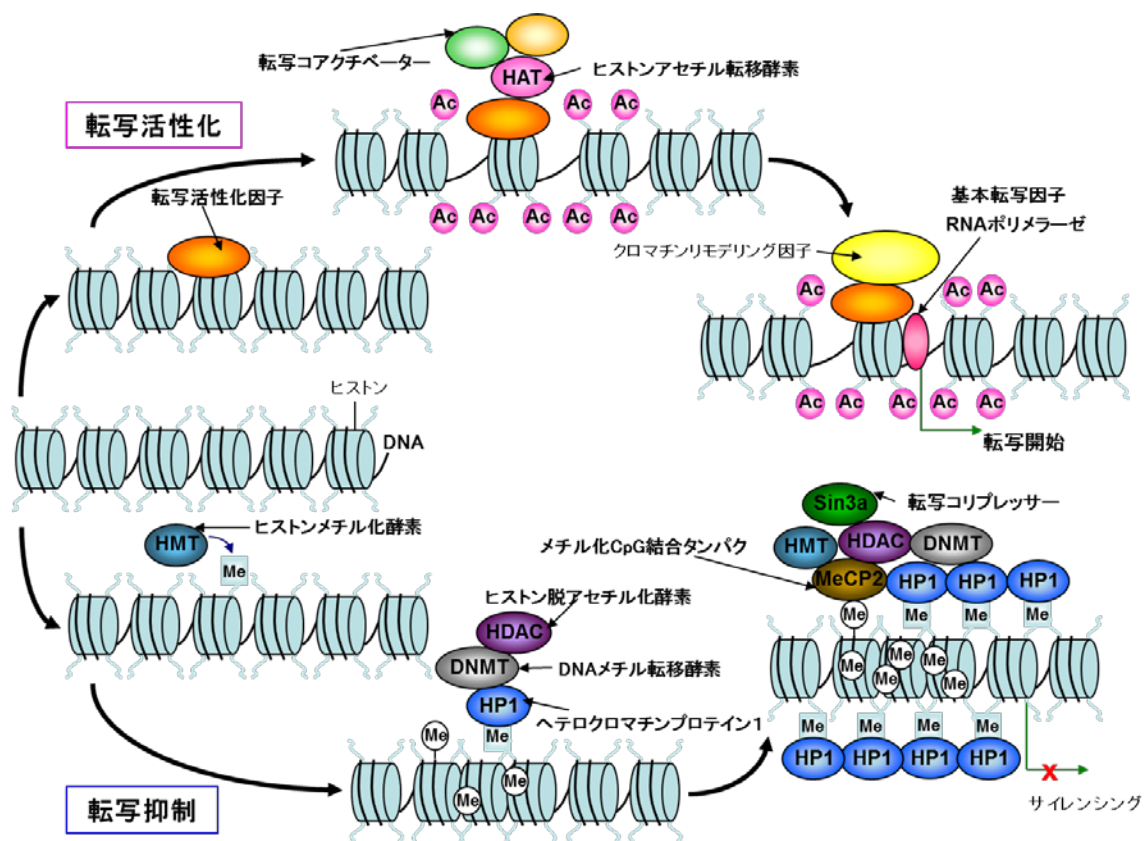 転写コアクチベーター
HAT
ヒストンアセチル転移酵素
転写活性化
Ac
Ac
Ac
Ac
Ac
Ac
Ac
Ac
転写活性化因子
基本転写因子
RNAポリメラーゼ
クロマチンリモデリング因子
Ac
Ac
Ac
Ac
Ac
Ac
Ac
Ac
転写開始
ヒストン
DNA
HMT
ヒストンメチル化酵素
Me
ヒストン脱アセチル化酵素
HDAC
DNMT
DNAメチル転移酵素
HP1
ヘテロクロマチンプロテイン1
Me
Me
Me
Me
転写抑制
Sin3a
転写コリプレッサー
HMT
HDAC
DNMT
メチル化CpG結合タンパク
MeCP2
HP1
HP1
HP1
Me
Me
Me
Me
Me
Me
Me
Me
Me
Me
Me
Me
Me
HP1
HP1
HP1
HP1
サイレンシング